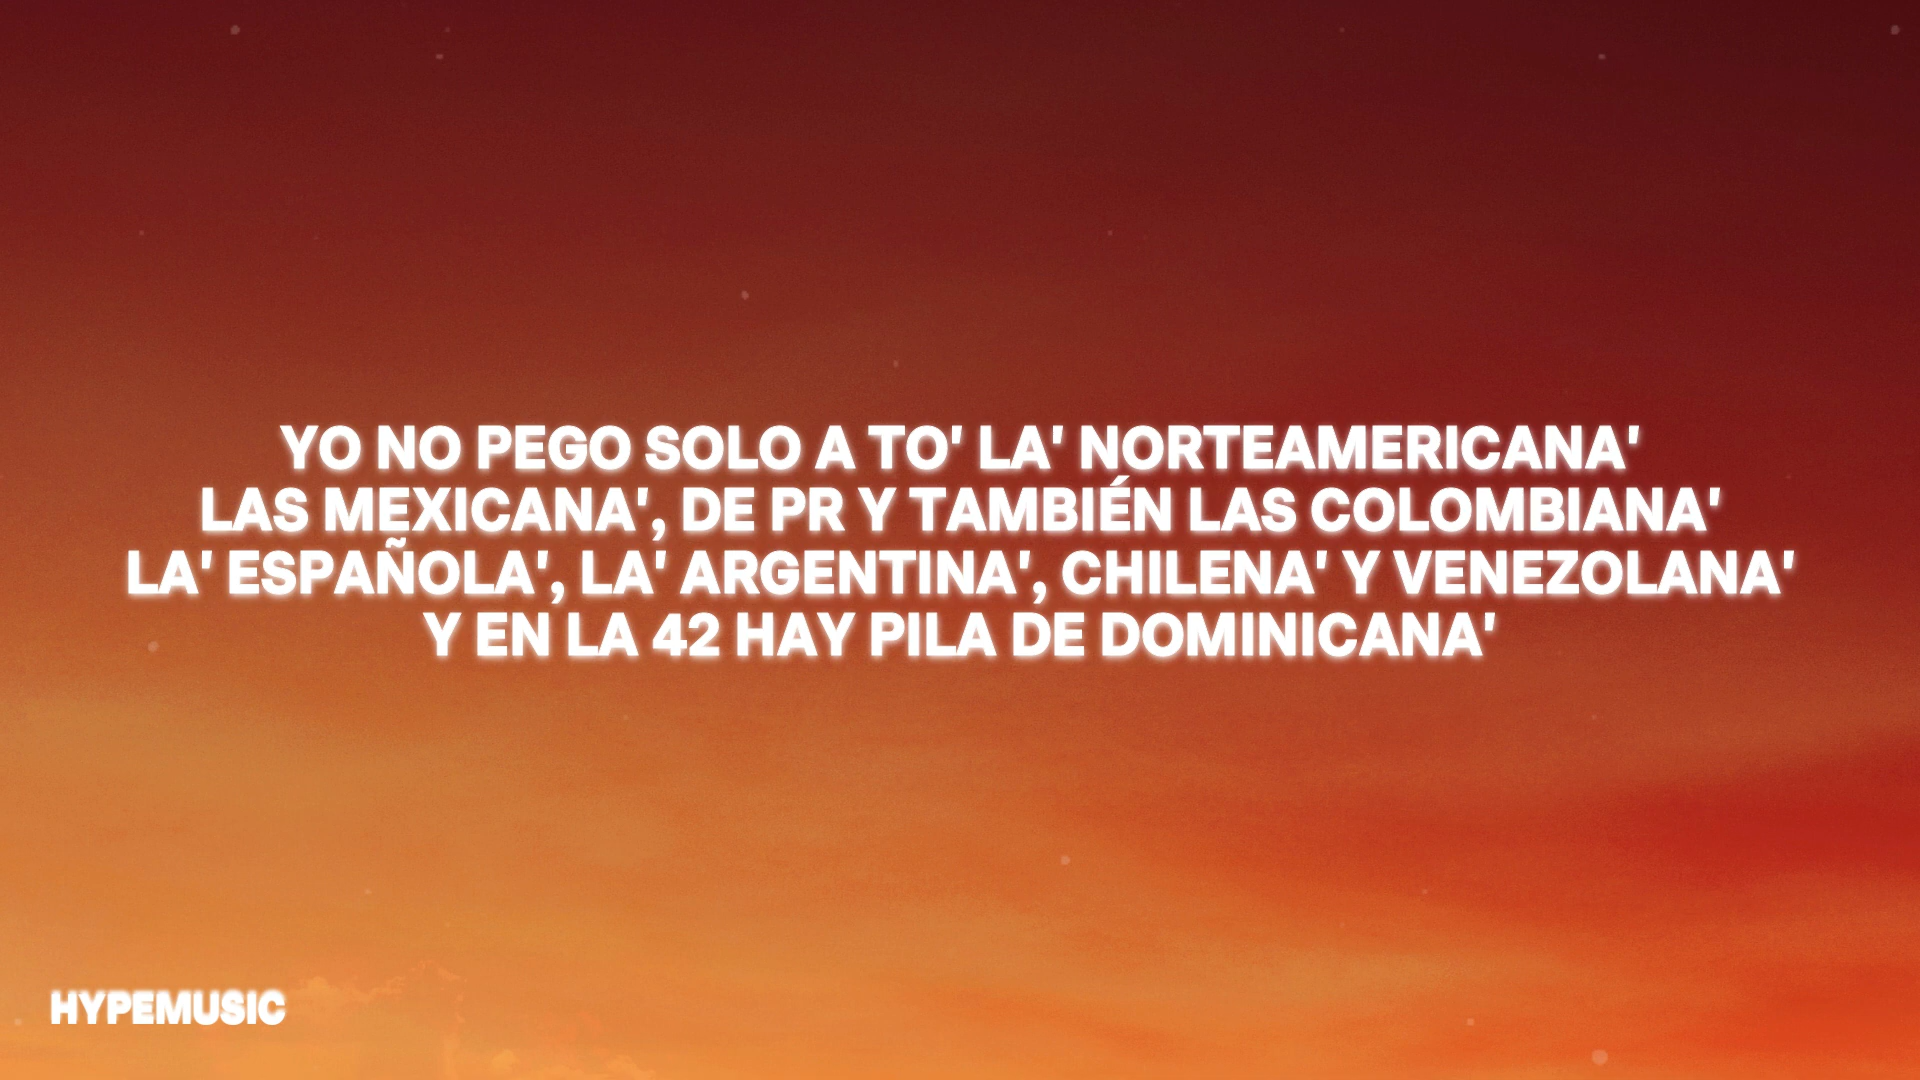 YO NO PEGO SOLO A TO' LA' NORTEAMERICANA'
LAS MEXICANA', DE PR Y TAMBIÉN LAS COLOMBIANA'
LA' ESPAÑOLA', LA' ARGENTINA', CHILENA' Y VENEZOLANA'
Y EN LA 42 HAY PILA DE DOMINICANA'
HYPEMUSIC